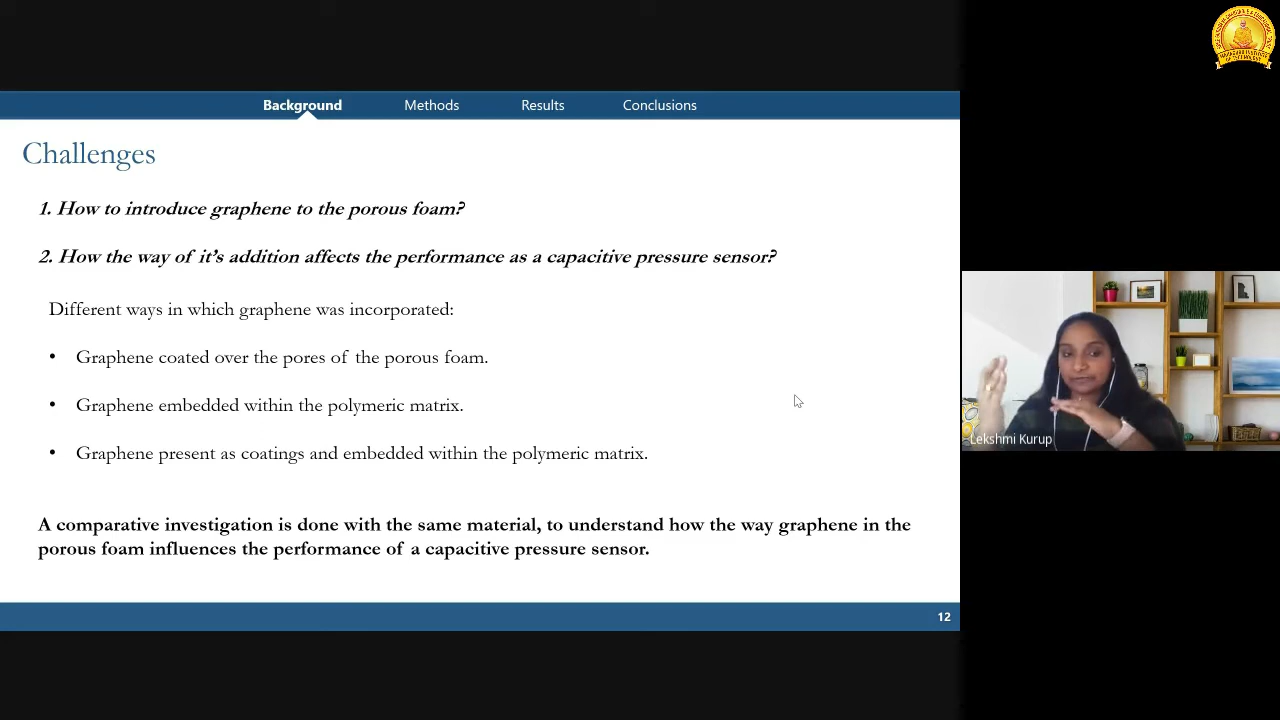 Background Methods Results Conclusions
Challenges
1. How to introduce graphene to the porous foam?
2. How the way of it's addition affects the performance as a capacitive pressure sensor?
Different ways in which graphene was incorporated:
• Graphene coated over the pores of the porous foam.
• Graphene embedded within the polymeric matrix.
• Graphene present as coatings and embedded within the polymeric matrix.
A comparative investigation is done with the same material, to understand how the way graphene in the
porous foam influences the performance of a capacitive pressure sensor.
12
Lekshmi Kurup